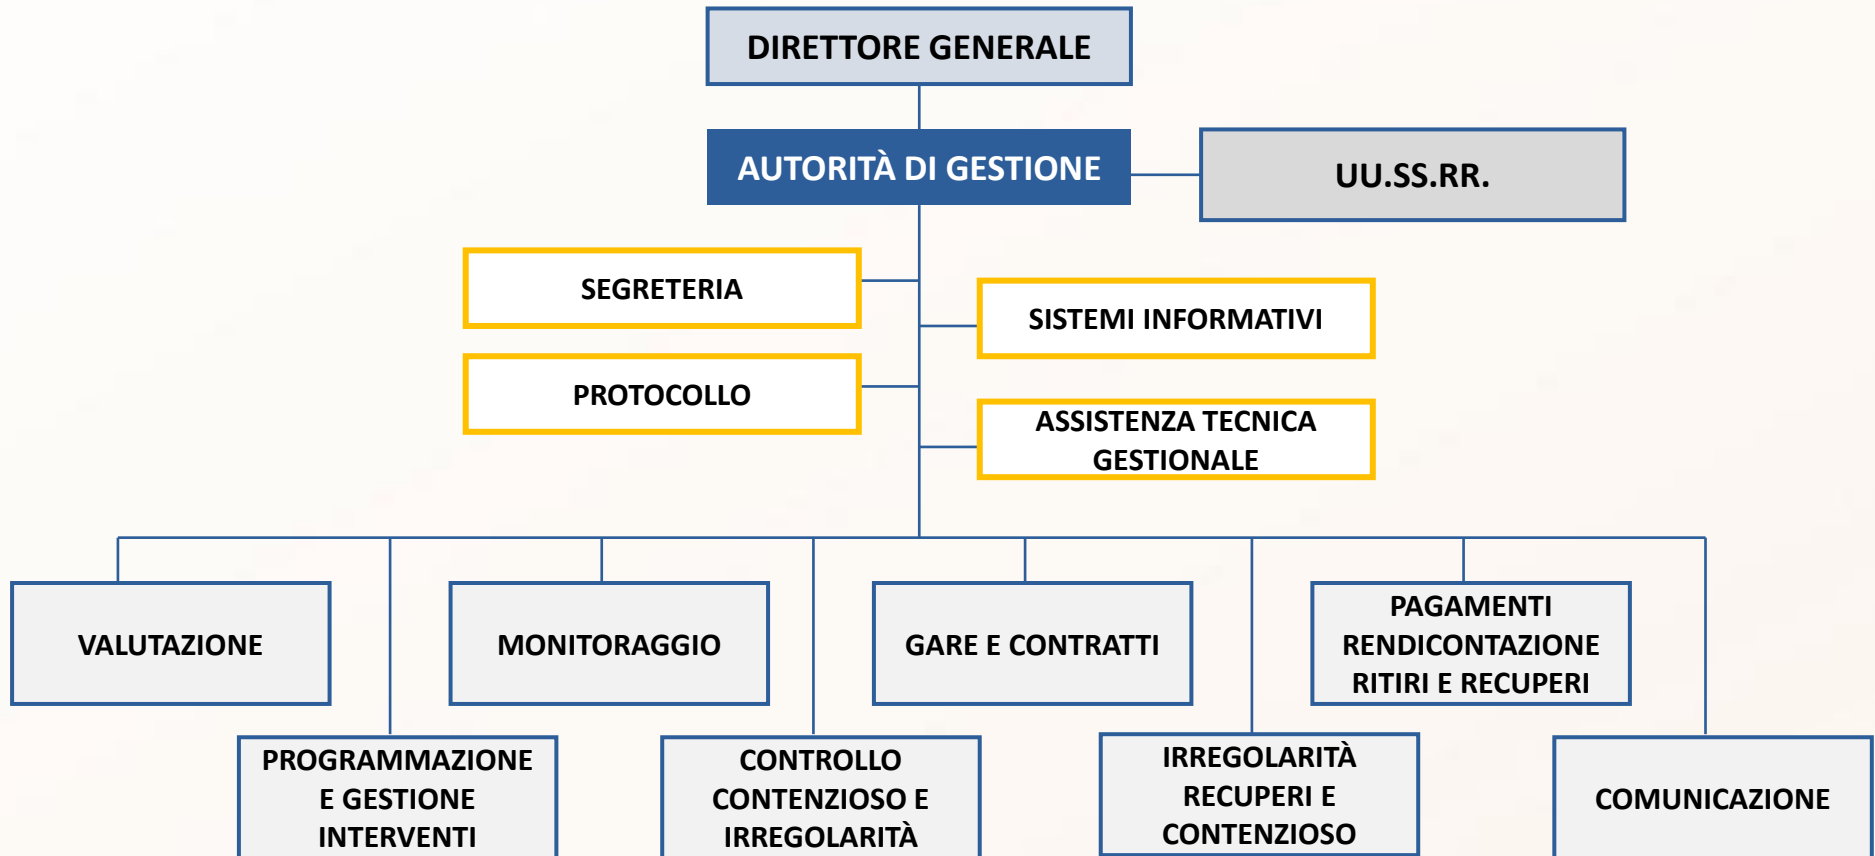 DIRETTORE GENERALE
AUTORITÀ DI GESTIONE
UU.SS.RR.
SEGRETERIA
SISTEMI INFORMATIVI
PROTOCOLLO
ASSISTENZA TECNICA
GESTIONALE
VALUTAZIONE
MONITORAGGIO
GARE E CONTRATTI
PAGAMENTI
RENDICONTAZIONE
RITIRI E RECUPERI
PROGRAMMAZIONE
E GESTIONE
INTERVENTI
CONTROLLO
CONTENZIOSO E
IRREGOLARITÀ
IRREGOLARITÀ
RECUPERI E
CONTENZIOSO
COMUNICAZIONE